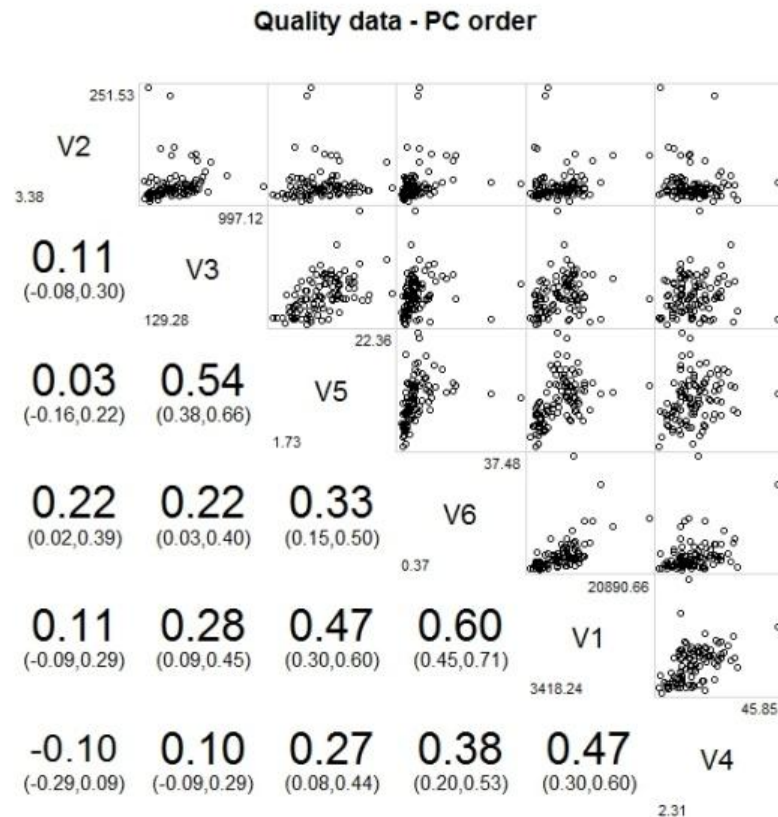 Quality data - PC order
251.53
V2
3.38
997.12
0.11
V3
(-0.08,0.30)
129.28
22.36
0.03 0.54
V5
(-0.16,0.22) (0.38,0.66)
1.73
37.48
0.22 0.22 0.33
V6
(0.02,0.39) (0.03,0.40) (0.15,0.50)
0.37
20890.66
0.11 0.28 0.47 0.60
V1
(-0.09,0.29) (0.09,0.45) (0.30,0.60) (0.45,0.71)
3418.24
45.85
-0.10 0.10 0.27 0.38 0.47
V4
(-0.29,0.09) (-0.09,0.29) (0.08,0.44) (0.20,0.53) (0.30,0.60)
2.31